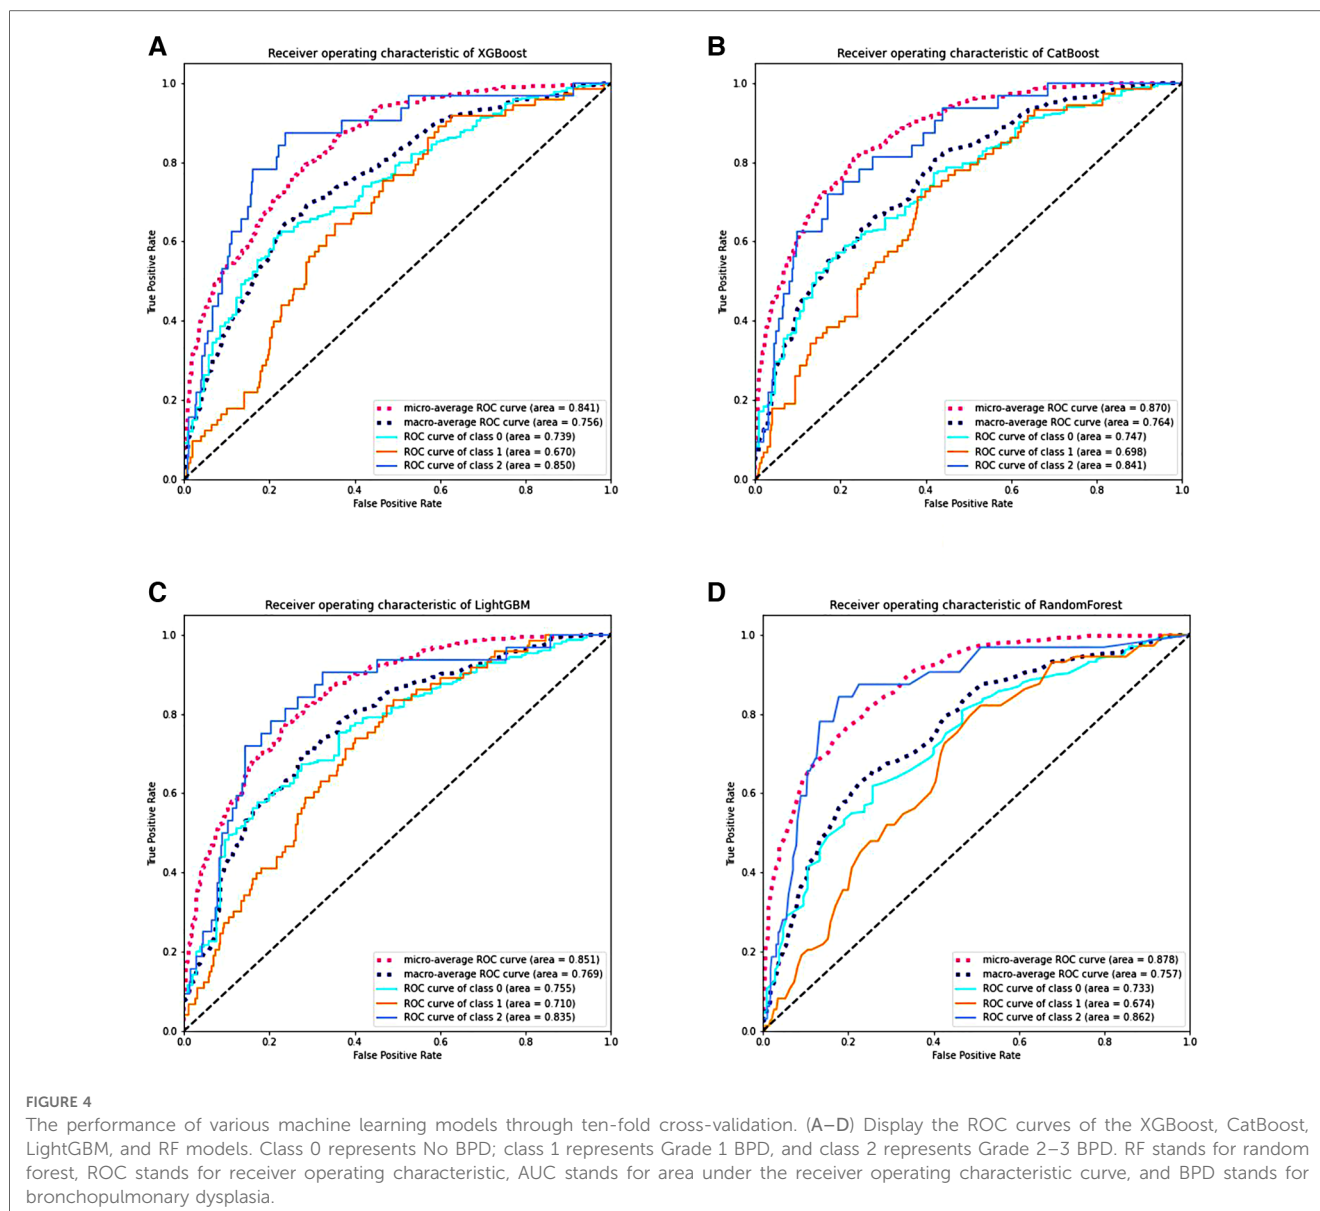 A
Receiver operating characteristic of XGBoost
1.0
0.8
0.6
0.4
0.2
0.0
True Positive Rate
micro-average ROC curve (area = 0.841)
macro-average ROC curve (area = 0.756)
ROC curve of class 0 (area = 0.739)
ROC curve of class 1 (area = 0.670)
ROC curve of class 2 (area = 0.850)
0.0 0.2 0.4 0.6 0.8 1.0
False Positive Rate
B
Receiver operating characteristic of CatBoost
1.0
0.8
0.6
0.4
0.2
0.0
True Positive Rate
micro-average ROC curve (area = 0.870)
macro-average ROC curve (area = 0.764)
ROC curve of class 0 (area = 0.747)
ROC curve of class 1 (area = 0.698)
ROC curve of class 2 (area = 0.841)
0.0 0.2 0.4 0.6 0.8 1.0
False Positive Rate
C
Receiver operating characteristic of LightGBM
1.0
0.8
0.6
0.4
0.2
0.0
True Positive Rate
micro-average ROC curve (area = 0.851)
macro-average ROC curve (area = 0.769)
ROC curve of class 0 (area = 0.755)
ROC curve of class 1 (area = 0.710)
ROC curve of class 2 (area = 0.835)
0.0 0.2 0.4 0.6 0.8 1.0
False Positive Rate
D
Receiver operating characteristic of RandomForest
1.0
0.8
0.6
0.4
0.2
0.0
True Positive Rate
micro-average ROC curve (area = 0.878)
macro-average ROC curve (area = 0.757)
ROC curve of class 0 (area = 0.733)
ROC curve of class 1 (area = 0.674)
ROC curve of class 2 (area = 0.862)
0.0 0.2 0.4 0.6 0.8 1.0
False Positive Rate
FIGURE 4
The performance of various machine learning models through ten-fold cross-validation. (A–D) Display the ROC curves of the XGBoost, CatBoost,
LightGBM, and RF models. Class 0 represents No BPD; class 1 represents Grade 1 BPD, and class 2 represents Grade 2–3 BPD. RF stands for random
forest, ROC stands for receiver operating characteristic, AUC stands for area under the receiver operating characteristic curve, and BPD stands for
bronchopulmonary dysplasia.